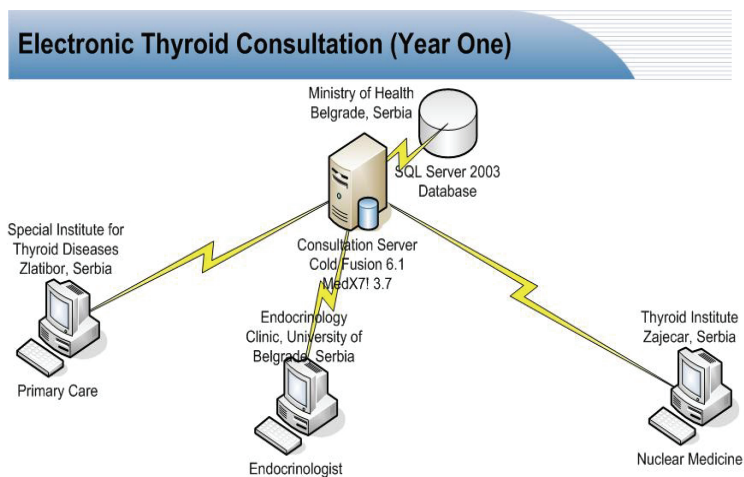 Electronic Thyroid Consultation (Year One)
Ministry of Health
Belgrade, Serbia
SQL Server 2003
Database
Consultation Server
Cold Fusion 6.1
MedX7! 3.7
Special Institute for
Thyroid Diseases
Zlatibor, Serbia
Primary Care
Endocrinology
Clinic, University of
Belgrade, Serbia
Endocrinologist
Thyroid Institute
Zajecar, Serbia
Nuclear Medicine